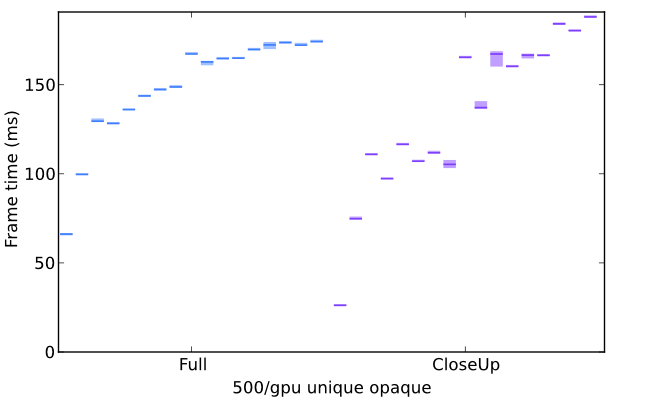 150
100
50
0
Frame time (ms)
Full
CloseUp
500/gpu unique opaque